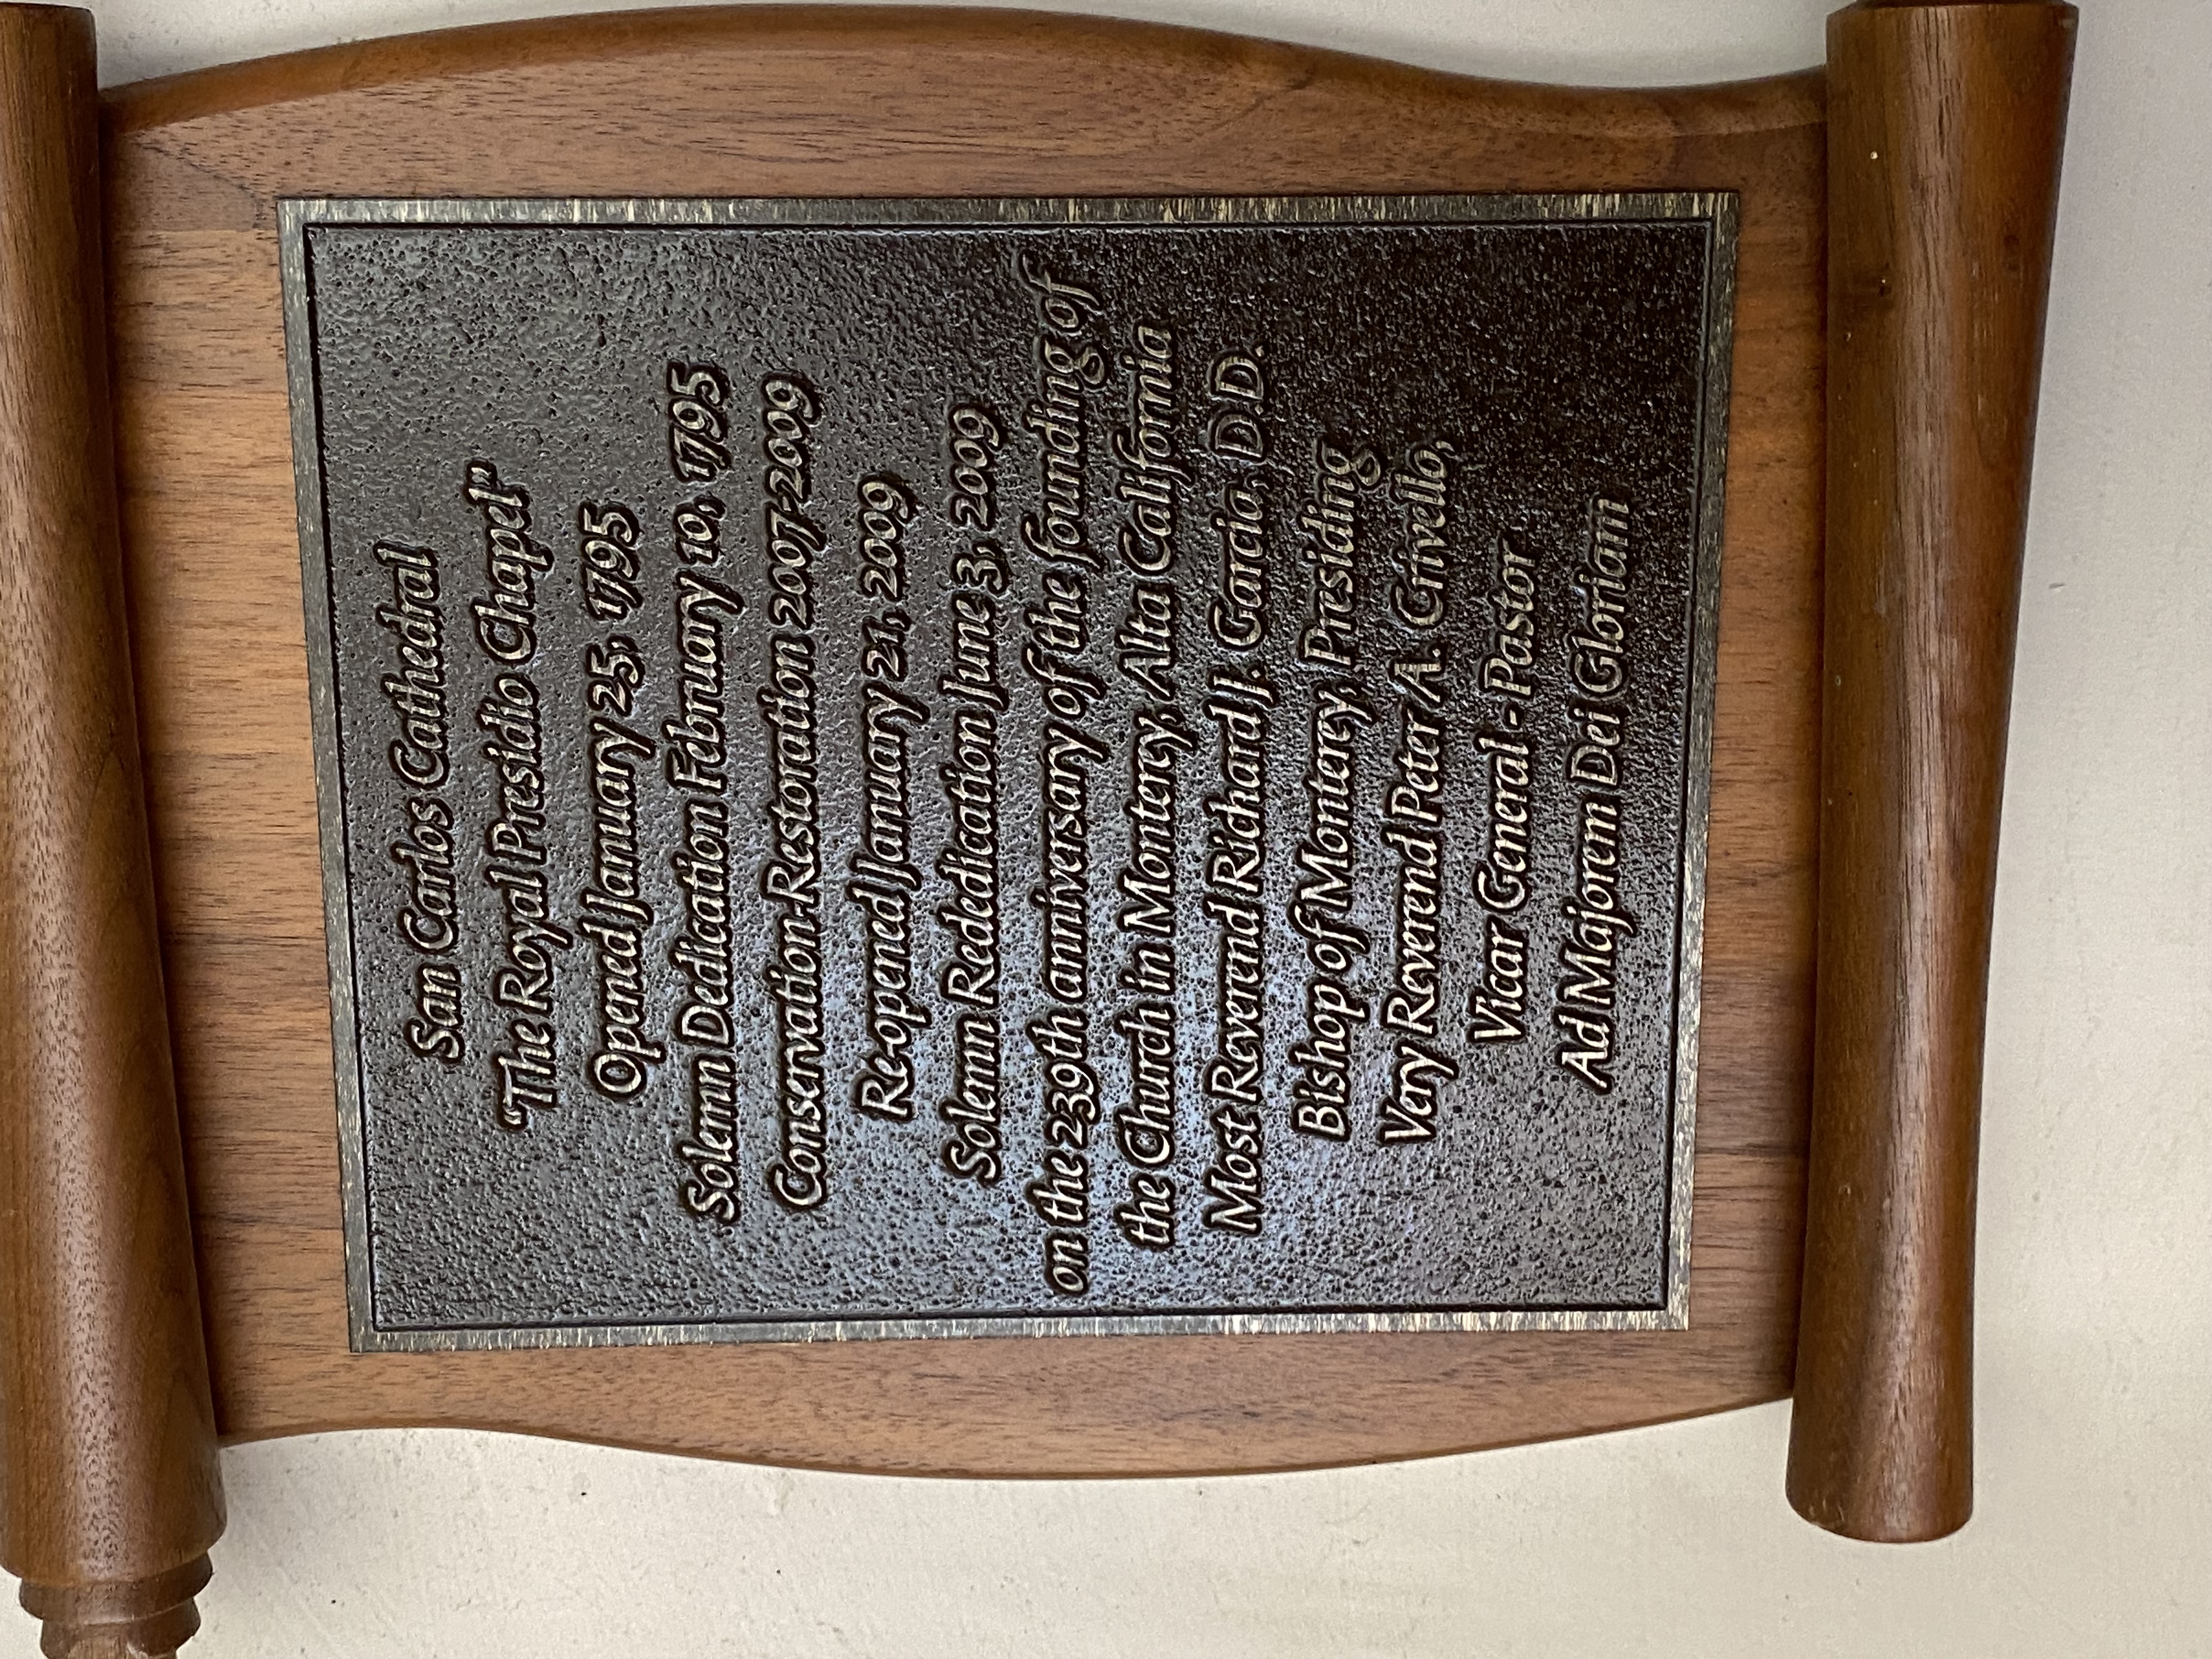 San Carlos Cathedral
"The Royal Presidio Chapel"
Opened January 25, 1795
Solemn Dedication February 10, 1795
Conservation-Restoration 2007-2009
Re-opened January 21, 2009
Solemn Rededication June 3, 2009
on the 239th anniversary of the founding of
the Church in Monterey, Alta California
Most Reverend Richard J. Garcia, D.D.
Bishop of Monterey, Presiding
Very Reverend Peter A. Crivello,
Vicar General - Pastor
Ad Majorem Dei Gloriam